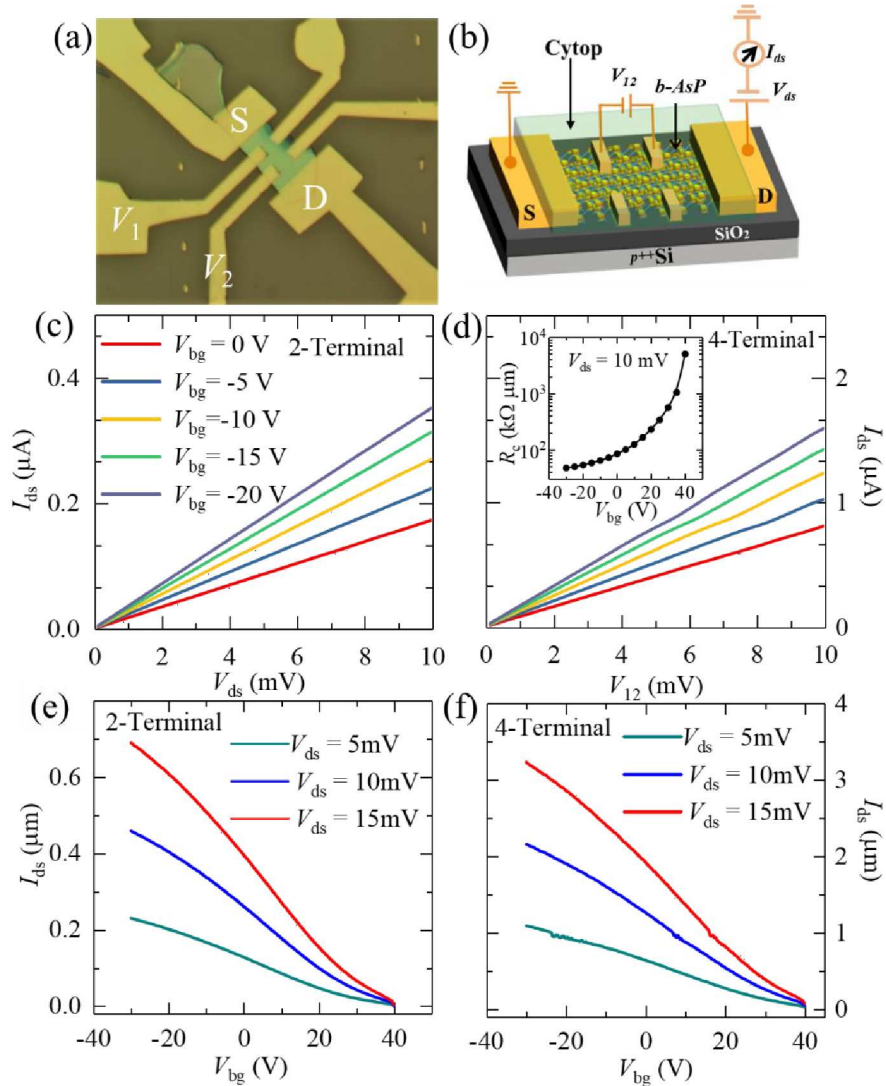 (a)
S
D
V1
V2
(b)
Cytop
V12
b-AsP
Ids
Vds
S
D
SiO2
p++Si
(c)
2-Terminal
Vbg = 0 V
Vbg = -5 V
Vbg =-10 V
Vbg = -15 V
Vbg = -20 V
0.4
0.2
0.0
Ids (μA)
0 2 4 6 8 10
Vds (mV)
(d)
4-Terminal
Vds = 10 mV
10^4
10^3
10^2
Rc (kΩ μm)
-40 -20 0 20 40
Vbg (V)
2
1
0
Ids (μA)
0 2 4 6 8 10
V12 (mV)
(e)
2-Terminal
Vds = 5mV
Vds = 10mV
Vds = 15mV
0.6
0.4
0.2
0.0
Ids (μm)
-40 -20 0 20 40
Vbg (V)
(f)
4-Terminal
Vds = 5mV
Vds = 10mV
Vds = 15mV
4
3
2
1
0
Ids (μm)
-40 -20 0 20 40
Vbg (V)